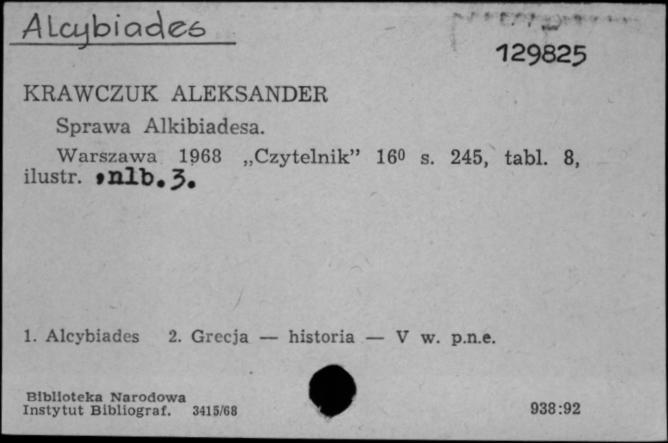 Alcybiades
129825
KRAWCZUK ALEKSANDER
Sprawa Alkibiadesa.
Warszawa 1968 „Czytelnik” 16⁰ s. 245, tabl. 8,
ilustr. , nlb. 3.
1. Alcybiades 2. Grecja — historia — V w. p.n.e.
Biblioteka Narodowa
Instytut Bibliograf. 3415/68
938:92